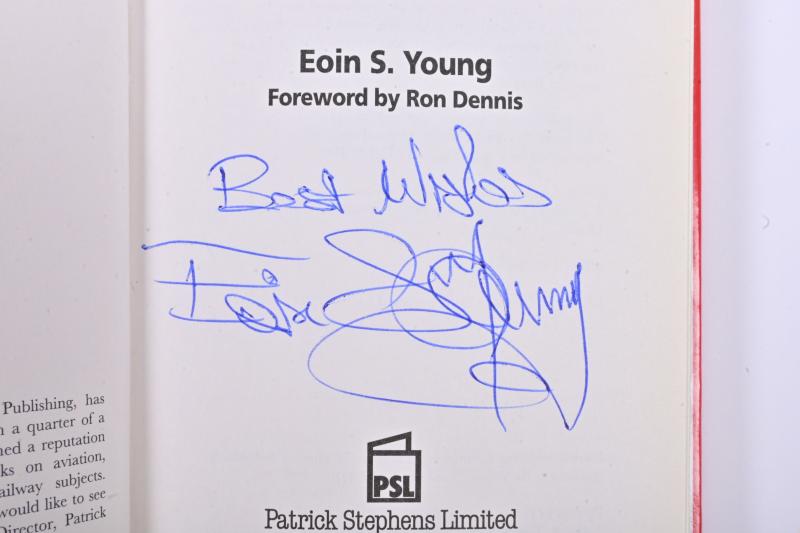 Publishing, has
a quarter of a
ned a reputation
ks on aviation,
ailway subjects.
would like to see
Director, Patrick
Eoin S. Young
Foreword by Ron Dennis
Best Wishes
Eoin S Young
PSL
Patrick Stephens Limited